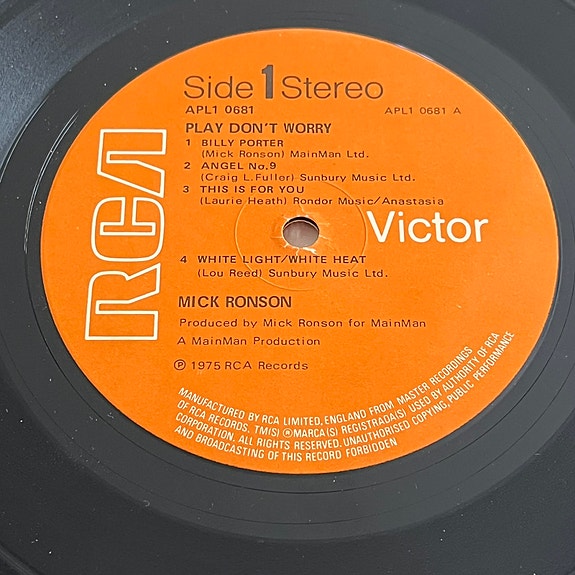 Side 1 Stereo
APL1 0681
APL1 0681 A
PLAY DON'T WORRY
1 BILLY PORTER
(Mick Ronson) MainMan Ltd.
2 ANGEL No.9
(Craig L.Fuller) Sunbury Music Ltd.
3 THIS IS FOR YOU
(Laurie Heath) Rondor Music/Anastasia
RCA
Victor
4 WHITE LIGHT/WHITE HEAT
(Lou Reed) Sunbury Music Ltd.
MICK RONSON
Produced by Mick Ronson for MainMan
A MainMan Production
℗ 1975 RCA Records
MANUFACTURED BY RCA LIMITED, ENGLAND FROM MASTER RECORDINGS
OF RCA RECORDS, TM(S) ® MARCA(S) REGISTRADA(S) USED BY AUTHORITY OF RCA
CORPORATION, ALL RIGHTS RESERVED. UNAUTHORISED COPYING, PUBLIC PERFORMANCE
AND BROADCASTING OF THIS RECORD FORBIDDEN